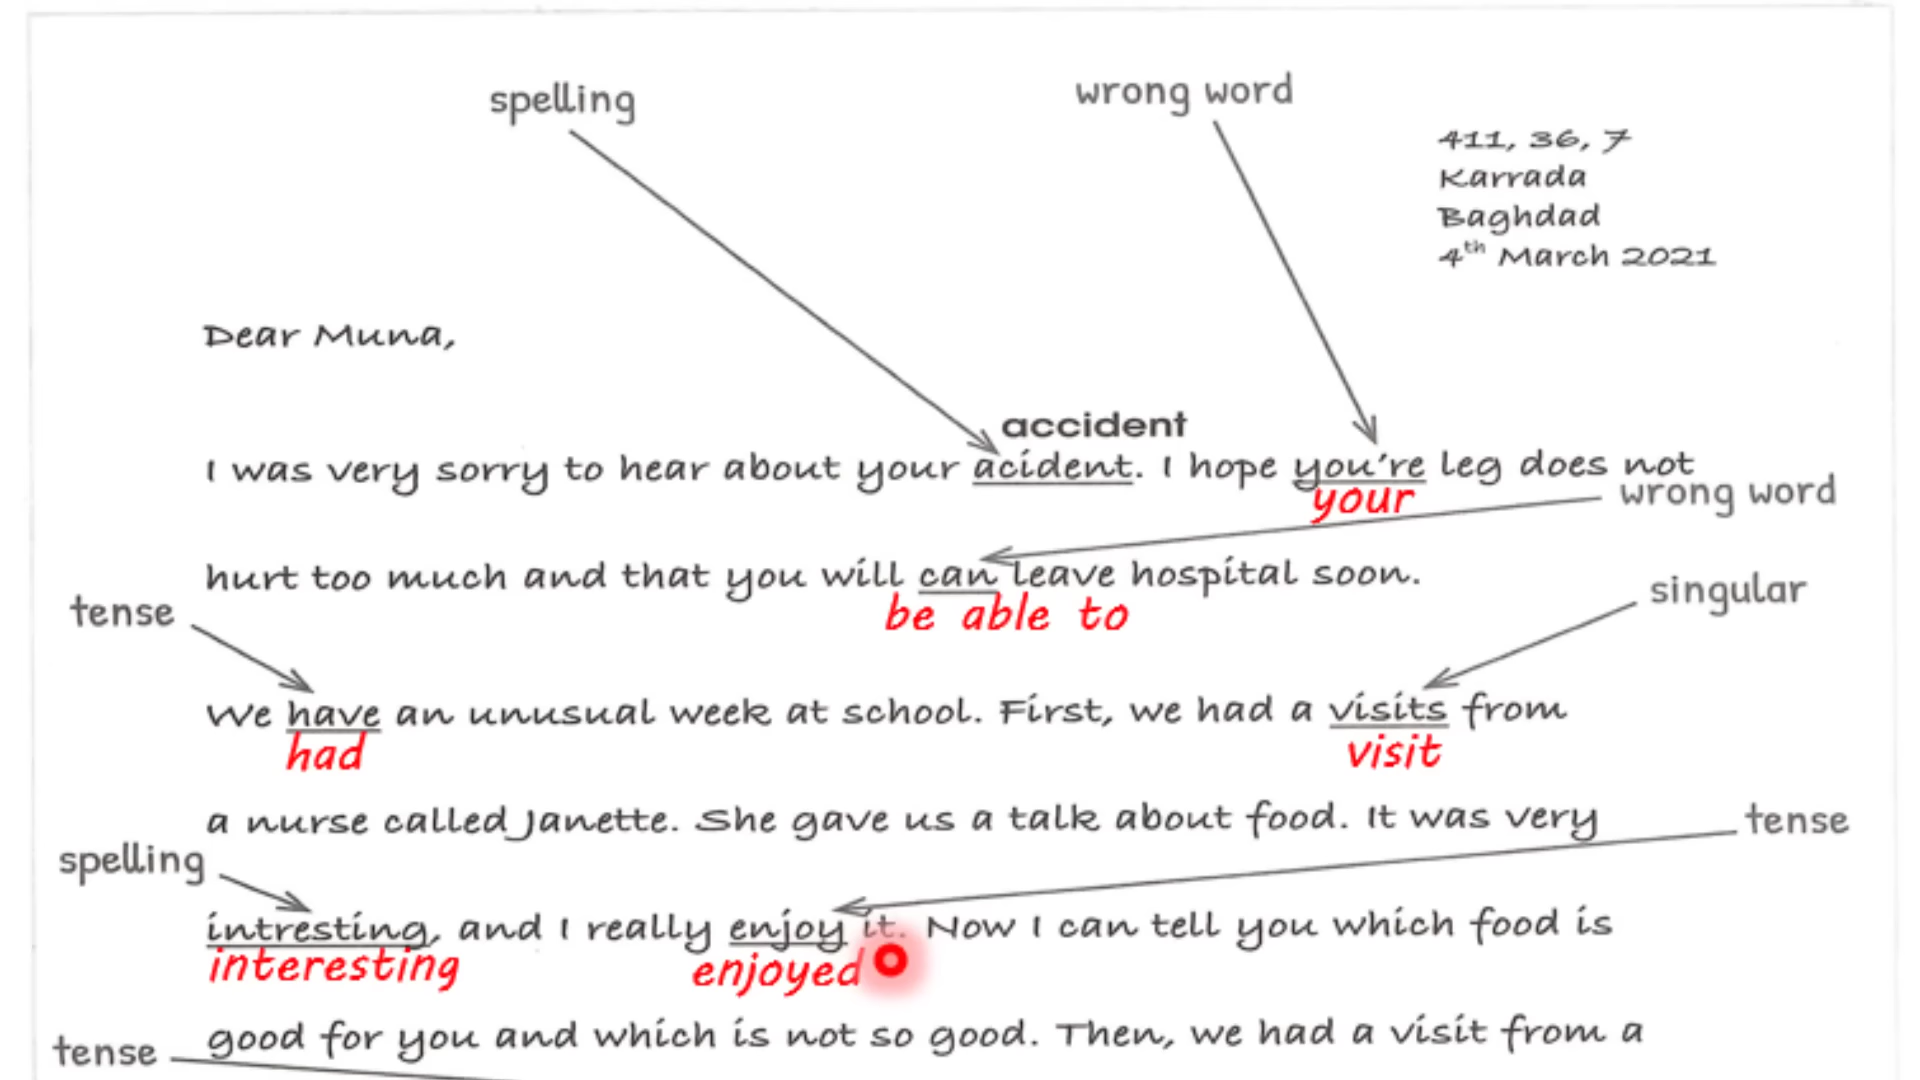 spelling
wrong word
411, 36, 7
Karrada
Baghdad
4th March 2021
Dear Muna,
accident
I was very sorry to hear about your acident. I hope you're leg does not
your
wrong word
hurt too much and that you will can leave hospital soon.
be able to
singular
tense
We have an unusual week at school. First, we had a visits from
had
visit
a nurse called Janette. She gave us a talk about food. It was very
tense
spelling
intresting, and I really enjoy it. Now I can tell you which food is
interesting
enjoyed
good for you and which is not so good. Then, we had a visit from a
tense